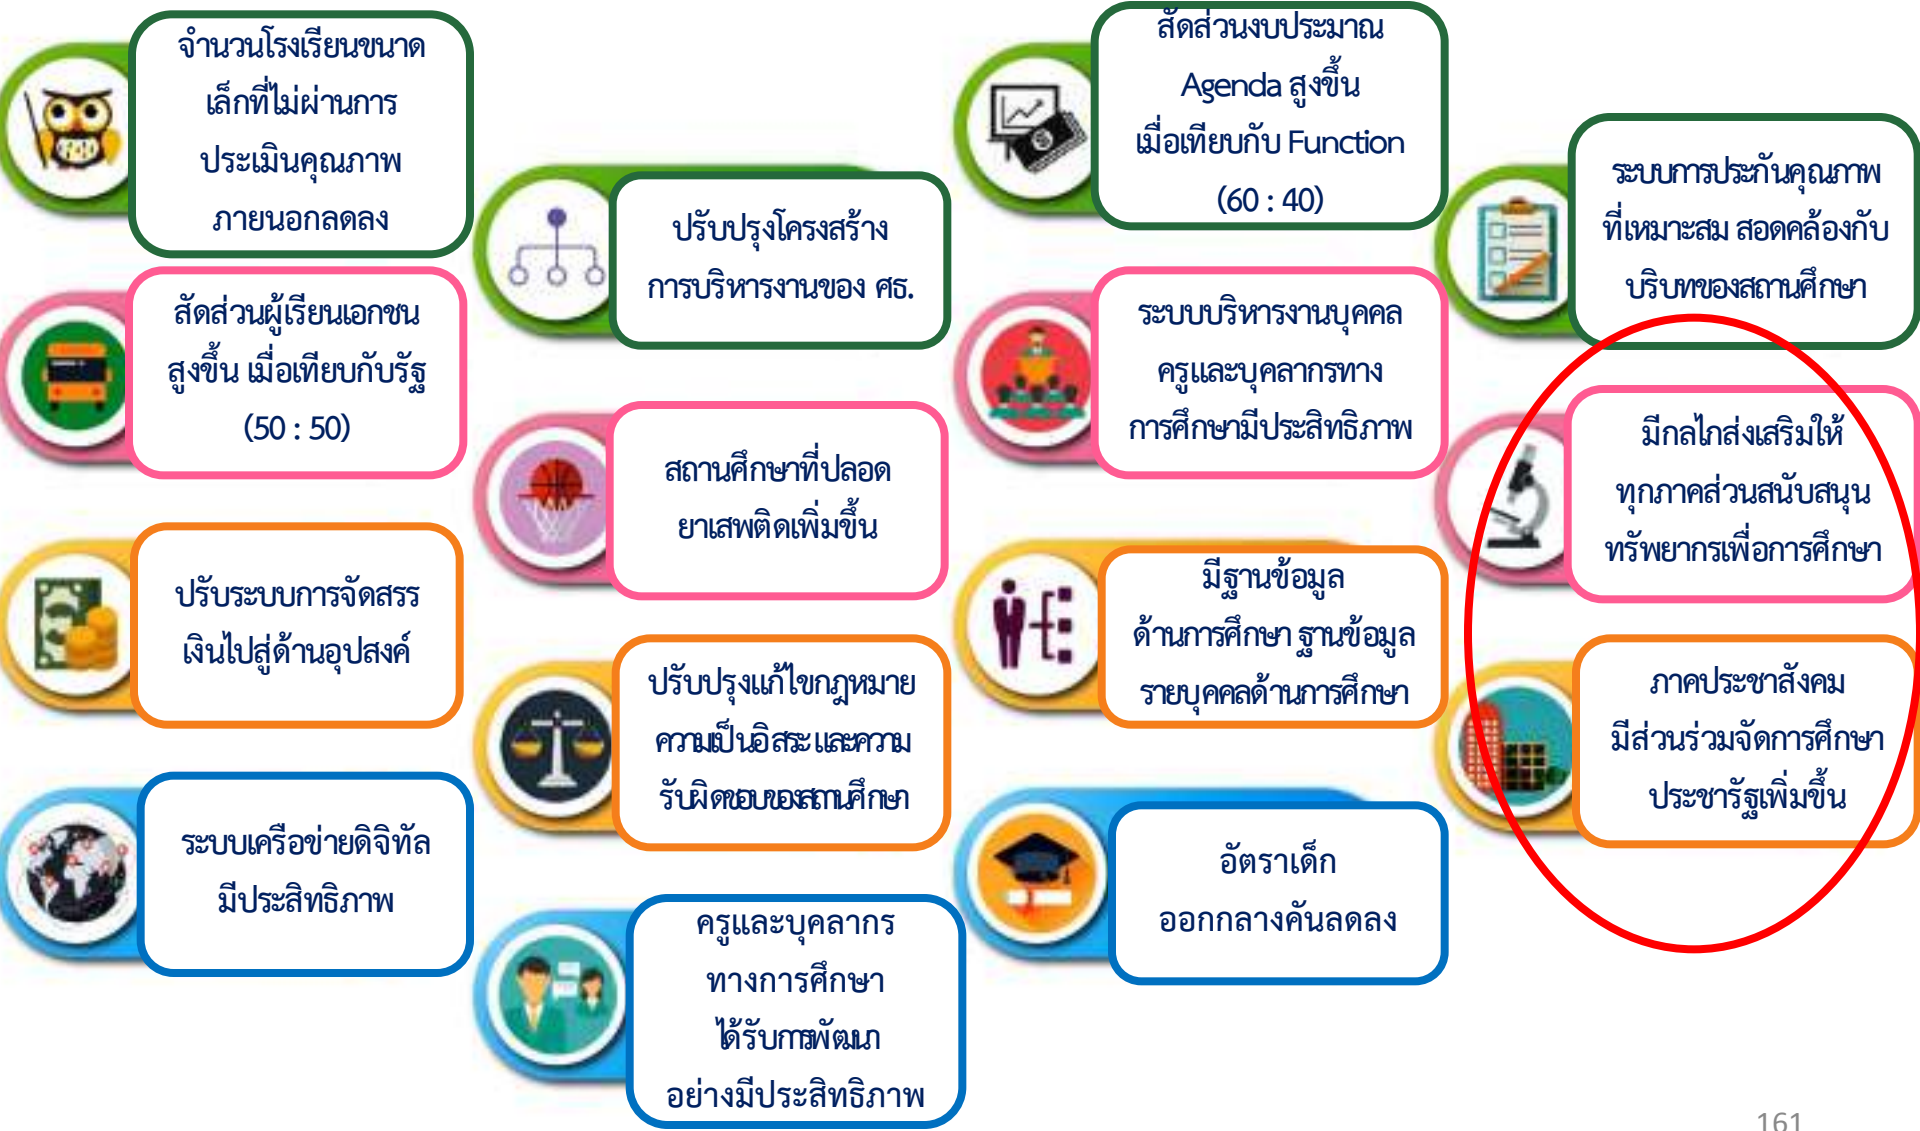 จำนวนโรงเรียนขนาด
เล็กที่ไม่ผ่านการ
ประเมินคุณภาพ
ภายนอกลดลง
สัดส่วนผู้เรียนเอกชน
สูงขึ้น เมื่อเทียบกับรัฐ
(50 : 50)
ปรับระบบการจัดสรร
เงินไปสู่ด้านอุปสงค์
ระบบเครือข่ายดิจิทัล
มีประสิทธิภาพ
ปรับปรุงโครงสร้าง
การบริหารงานของ ศธ.
สถานศึกษาที่ปลอด
ยาเสพติดเพิ่มขึ้น
ปรับปรุงแก้ไขกฎหมาย
ความเป็นอิสระ และความ
รับผิดชอบของสถานศึกษา
ครูและบุคลากร
ทางการศึกษา
ได้รับการพัฒนา
อย่างมีประสิทธิภาพ
สัดส่วนงบประมาณ
Agenda สูงขึ้น
เมื่อเทียบกับ Function
(60 : 40)
ระบบบริหารงานบุคคล
ครูและบุคลากรทาง
การศึกษามีประสิทธิภาพ
มีฐานข้อมูล
ด้านการศึกษา ฐานข้อมูล
รายบุคคลด้านการศึกษา
อัตราเด็ก
ออกกลางคันลดลง
ระบบการประกันคุณภาพ
ที่เหมาะสม สอดคล้องกับ
บริบทของสถานศึกษา
มีกลไกส่งเสริมให้
ทุกภาคส่วนสนับสนุน
ทรัพยากรเพื่อการศึกษา
ภาคประชาสังคม
มีส่วนร่วมจัดการศึกษา
ประชารัฐเพิ่มขึ้น
161